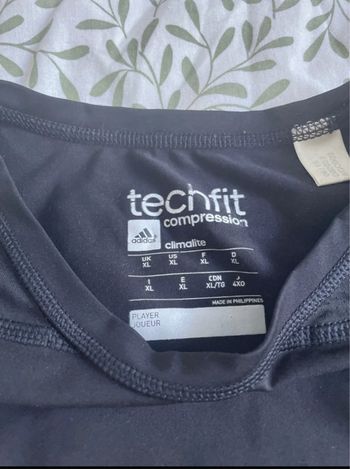 techfit
compression
adidas
climalite
UK US F D
XL XL XL XL
I E CDN J
XL XL XL/TG 4XO
MADE IN PHILIPPINES
PLAYER
JOUEUR